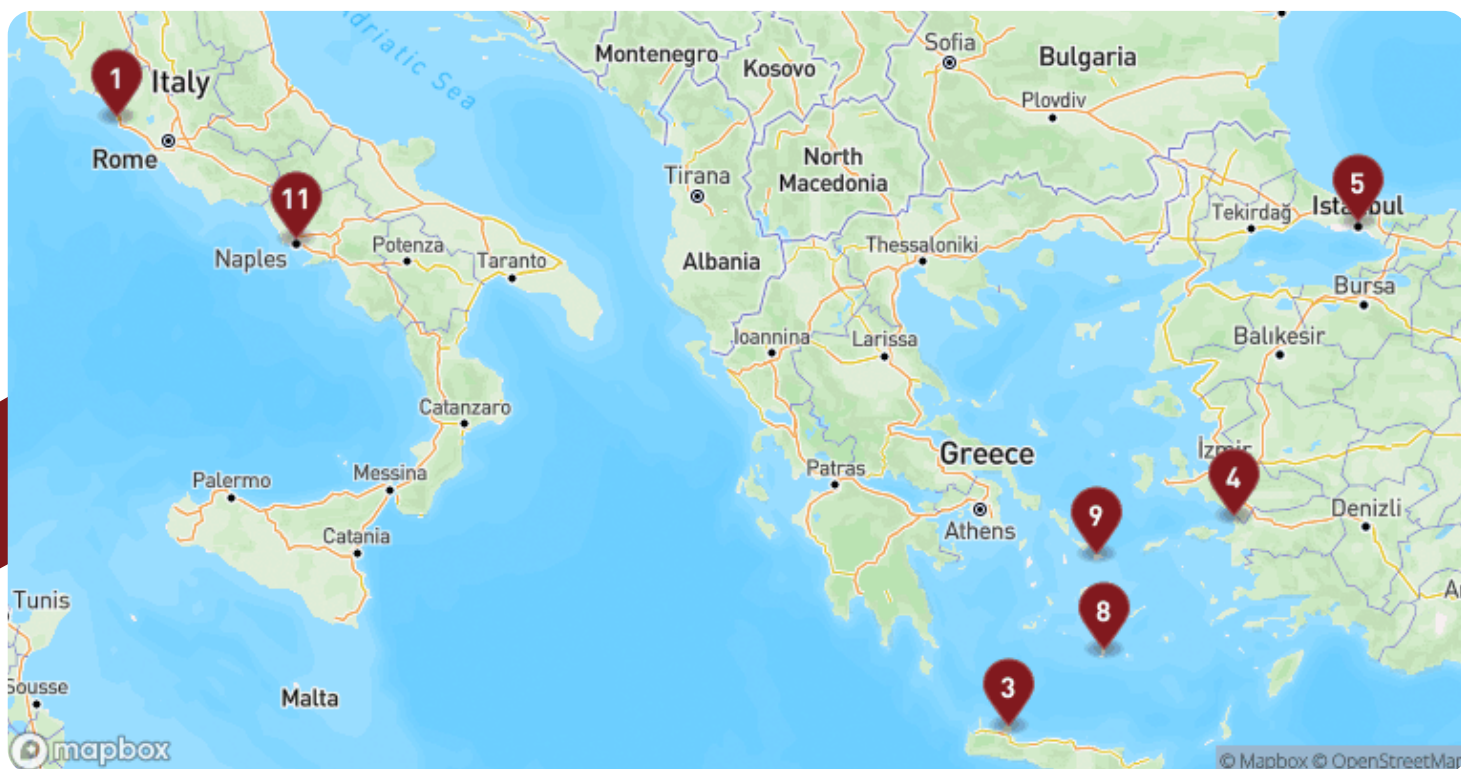 Adriatic Sea
Montenegro
Kosovo
Sofia
Bulgaria
1
Italy
Plovdiv
Rome
North
Macedonia
Tirana
11
5
Istanbul
Tekirdağ
Naples
Potenza
Taranto
Albania
Thessaloniki
Bursa
Ioannina
Larissa
Balıkesir
Catanzaro
Greece
İzmir
Palermo
Messina
Patras
4
Denizli
9
Athens
Catania
Tunis
8
Sousse
Malta
3
mapbox
© Mapbox © OpenStreetMap